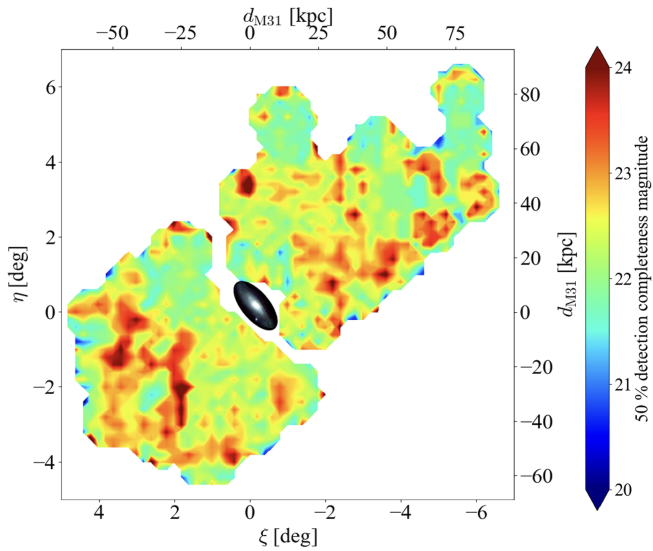 d_M31 [kpc]
−50 −25 0 25 50 75
6
4
2
0
−2
−4
η [deg]
4 2 0 −2 −4 −6
ξ [deg]
80
60
40
20
0
−20
−40
−60
d_M31 [kpc]
24
23
22
21
20
50 % detection completeness magnitude